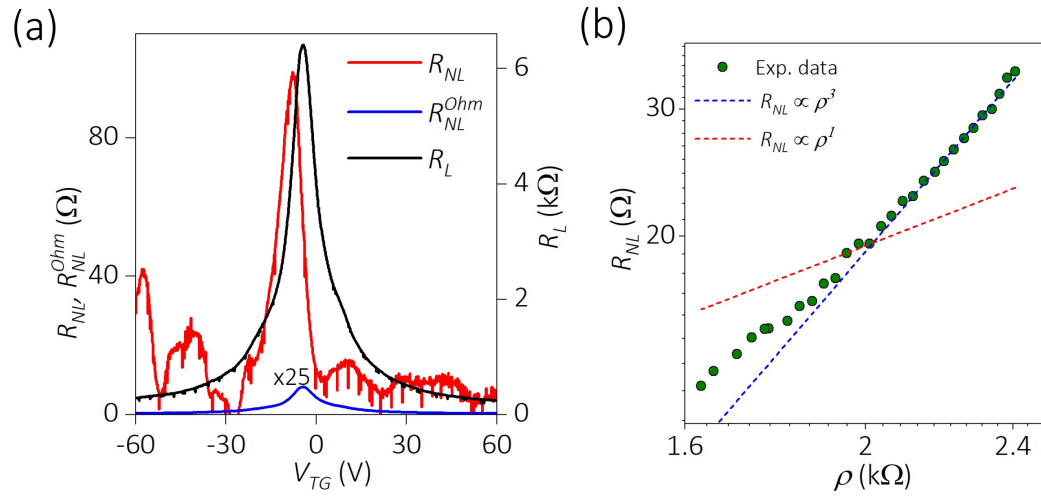 (a)
R_NL, R_NL^Ohm (Ω)
80
40
0
R_NL
R_NL^Ohm
R_L
x25
6
4
2
0
R_L (kΩ)
-60 -30 0 30 60
V_TG (V)
(b)
R_NL (Ω)
30
20
Exp. data
R_NL ∝ ρ^3
R_NL ∝ ρ^1
1.6 2 2.4
ρ (kΩ)